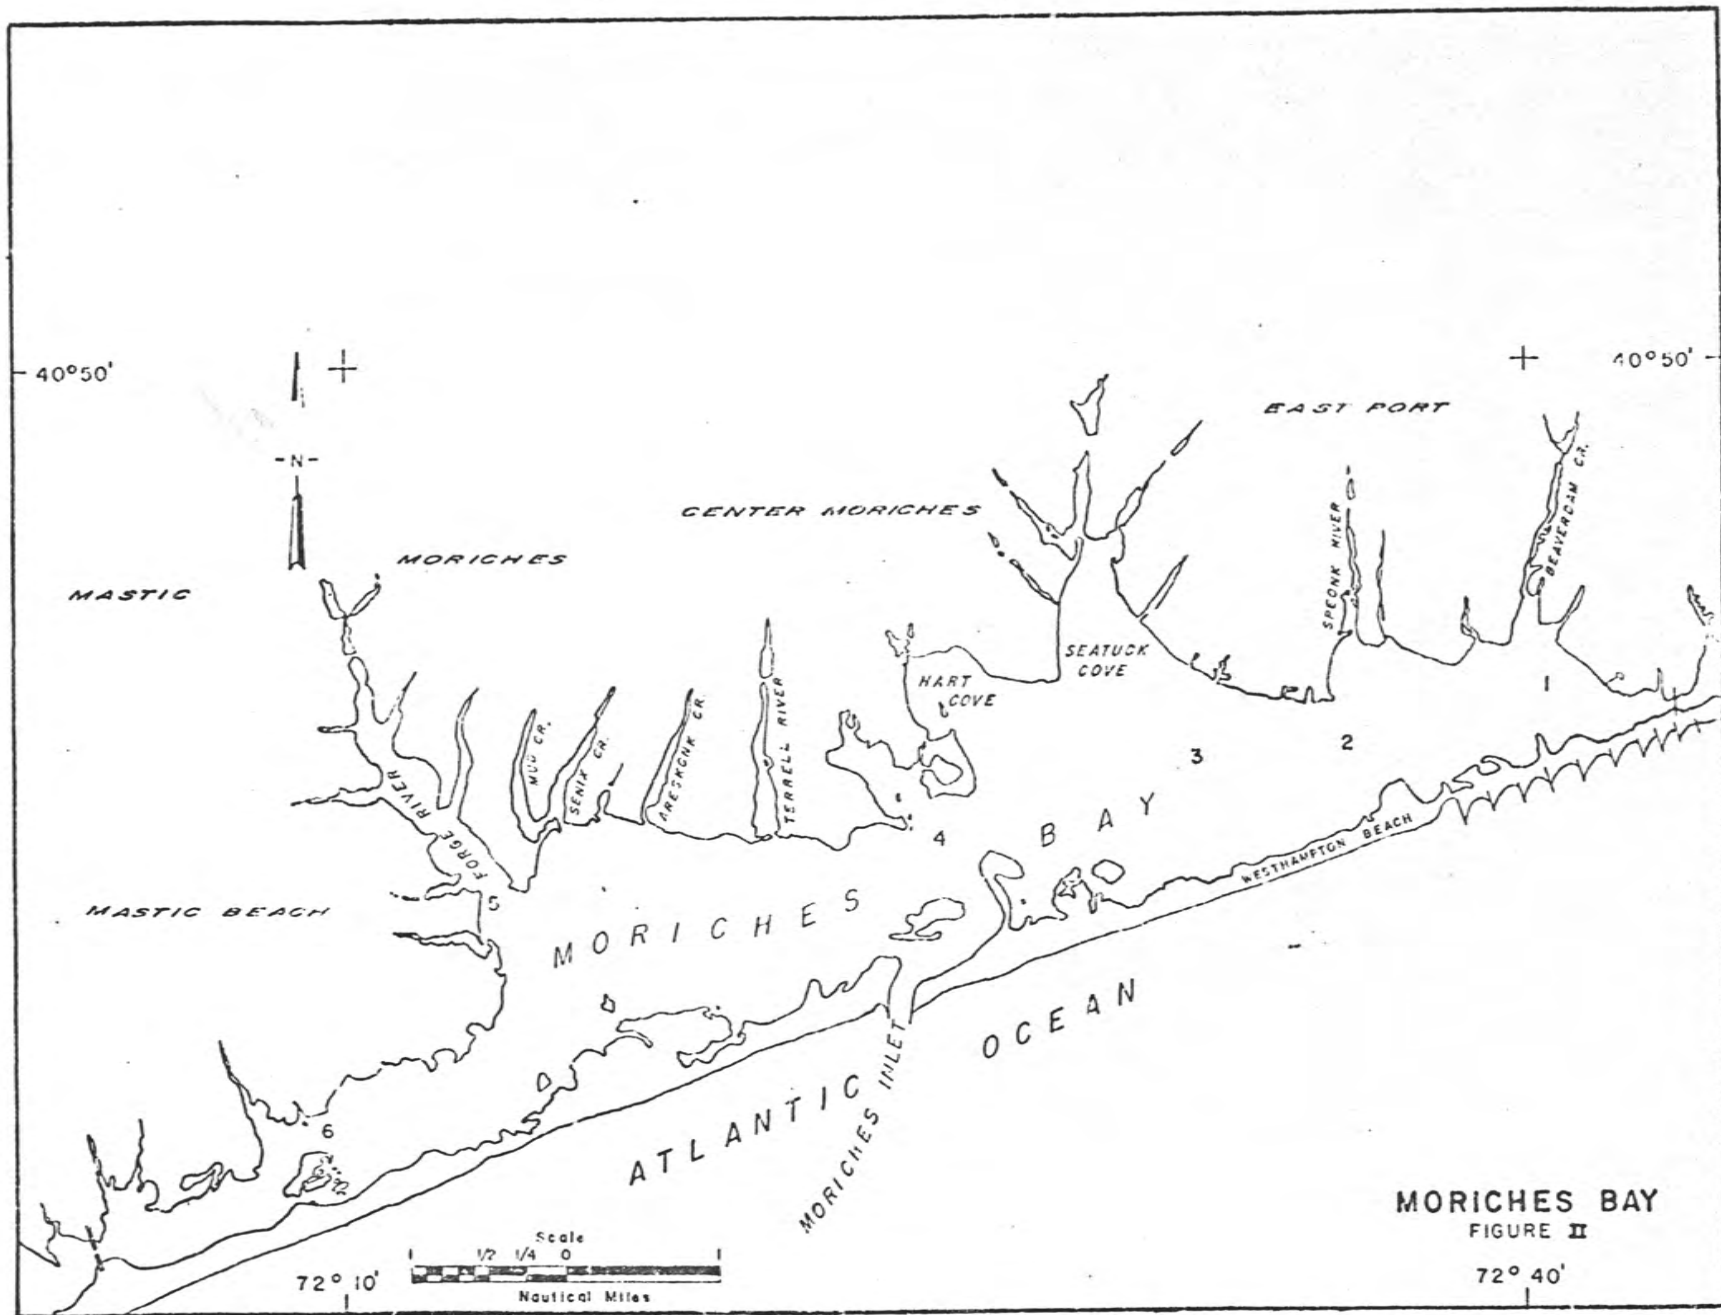 40°50'
40°50'
EAST PORT
-N-
CENTER MORICHES
MORICHES
MASTIC
BEAVERDAM CR.
SPEONK RIVER
SEATUCK
COVE
HART
COVE
1
2
3
MUD CR.
SENIX CR.
ARESKONK CR.
TERRELL RIVER
FORGE RIVER
4
BAY
WESTHAMPTON BEACH
5
MASTIC BEACH
MORICHES
OCEAN
ATLANTIC
MORICHES INLET
6
MORICHES BAY
FIGURE II
Scale
1 1/2 1/4 0 1
Nautical Miles
72° 10'
72° 40'